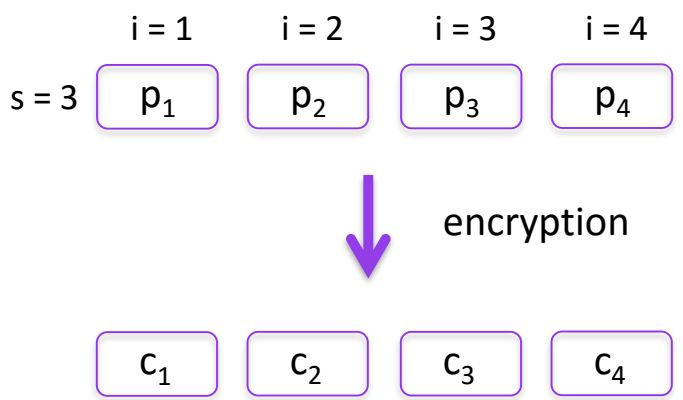 i = 1 i = 2 i = 3 i = 4
s = 3 p₁ p₂ p₃ p₄
encryption
c₁ c₂ c₃ c₄